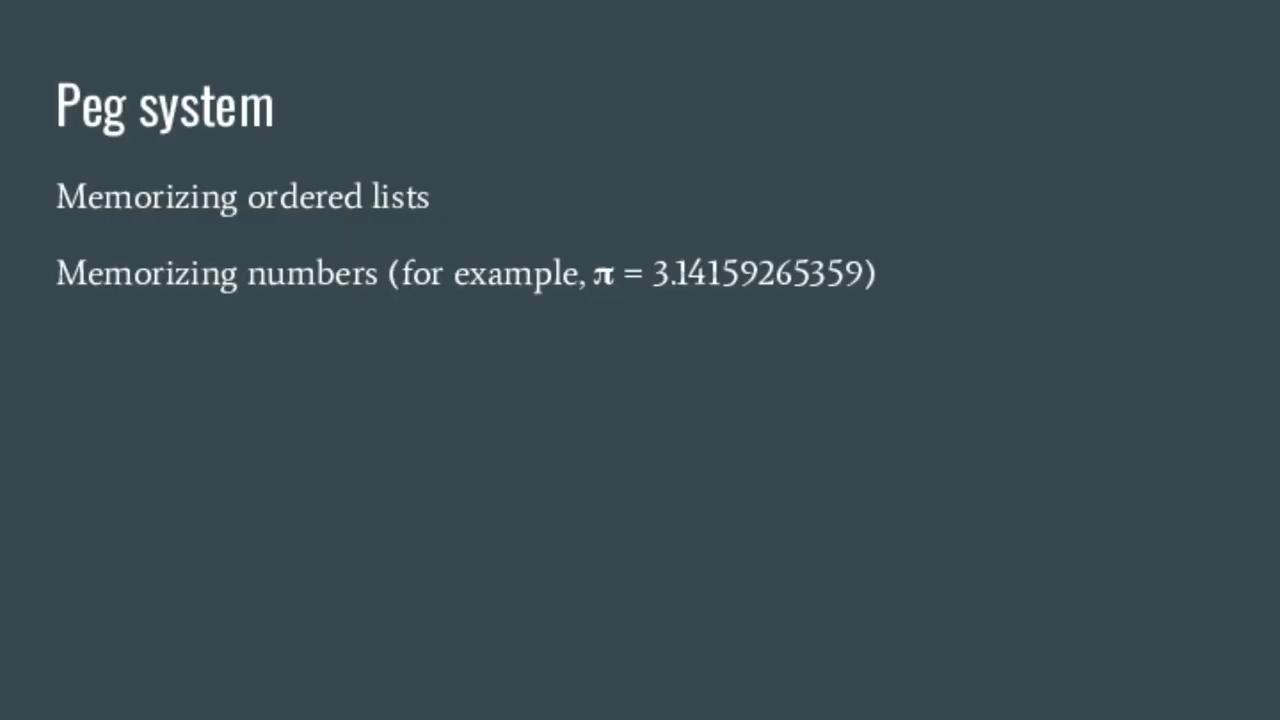 Peg system
Memorizing ordered lists
Memorizing numbers (for example, π = 3.14159265359)